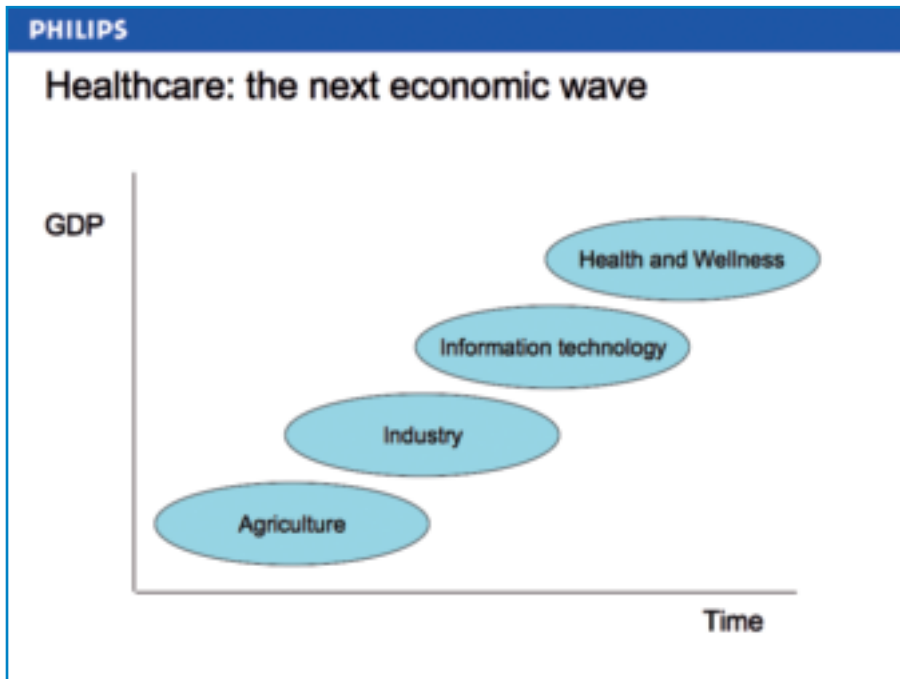 PHILIPS
Healthcare: the next economic wave
GDP
Health and Wellness
Information technology
Industry
Agriculture
Time